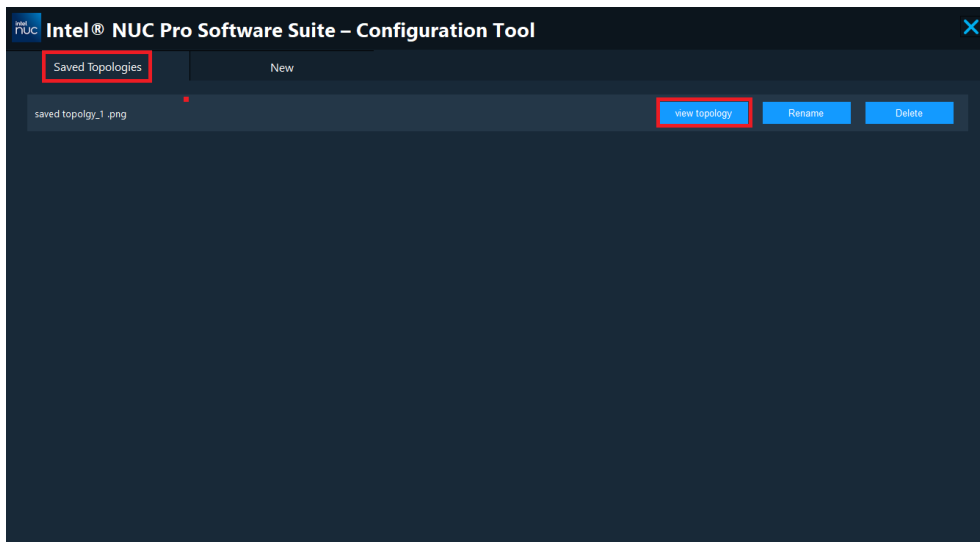 intel
nuc
Intel® NUC Pro Software Suite – Configuration Tool
Saved Topologies
New
saved topolgy_1 .png
view topology
Rename
Delete